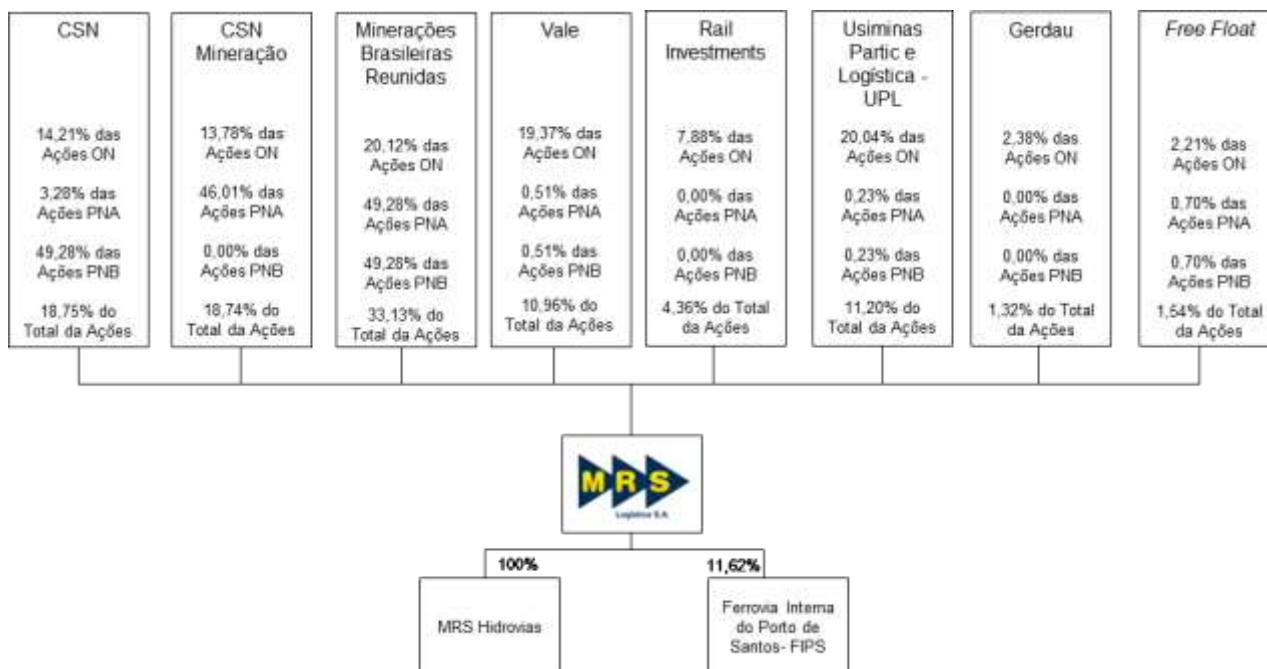 CSN
14,21% das
Ações ON
3,28% das
Ações PNA
49,28% das
Ações PNB
18,75% do
Total da Ações
CSN
Mineração
13,78% das
Ações ON
46,01% das
Ações PNA
0,00% das
Ações PNB
18,74% do
Total da Ações
Minerações
Brasileiras
Reunidas
20,12% das
Ações ON
49,28% das
Ações PNA
49,28% das
Ações PNB
33,13% do
Total da Ações
Vale
19,37% das
Ações ON
0,51% das
Ações PNA
0,51% das
Ações PNB
10,96% do
Total da Ações
Rail
Investments
7,88% das
Ações ON
0,00% das
Ações PNA
0,00% das
Ações PNB
4,36% do Total
da Ações
Usiminas
Partic e
Logística -
UPL
20,04% das
Ações ON
0,23% das
Ações PNA
0,23% das
Ações PNB
11,20% do
Total da Ações
Gerdau
2,38% das
Ações ON
0,00% das
Ações PNA
0,00% das
Ações PNB
1,32% do Total
da Ações
Free Float
2,21% das
Ações ON
0,70% das
Ações PNA
0,70% das
Ações PNB
1,54% do Total
da Ações
MRS
Logística S.A.
100%
11,62%
MRS Hidrovias
Ferrovia Interna
do Porto de
Santos- FIPS